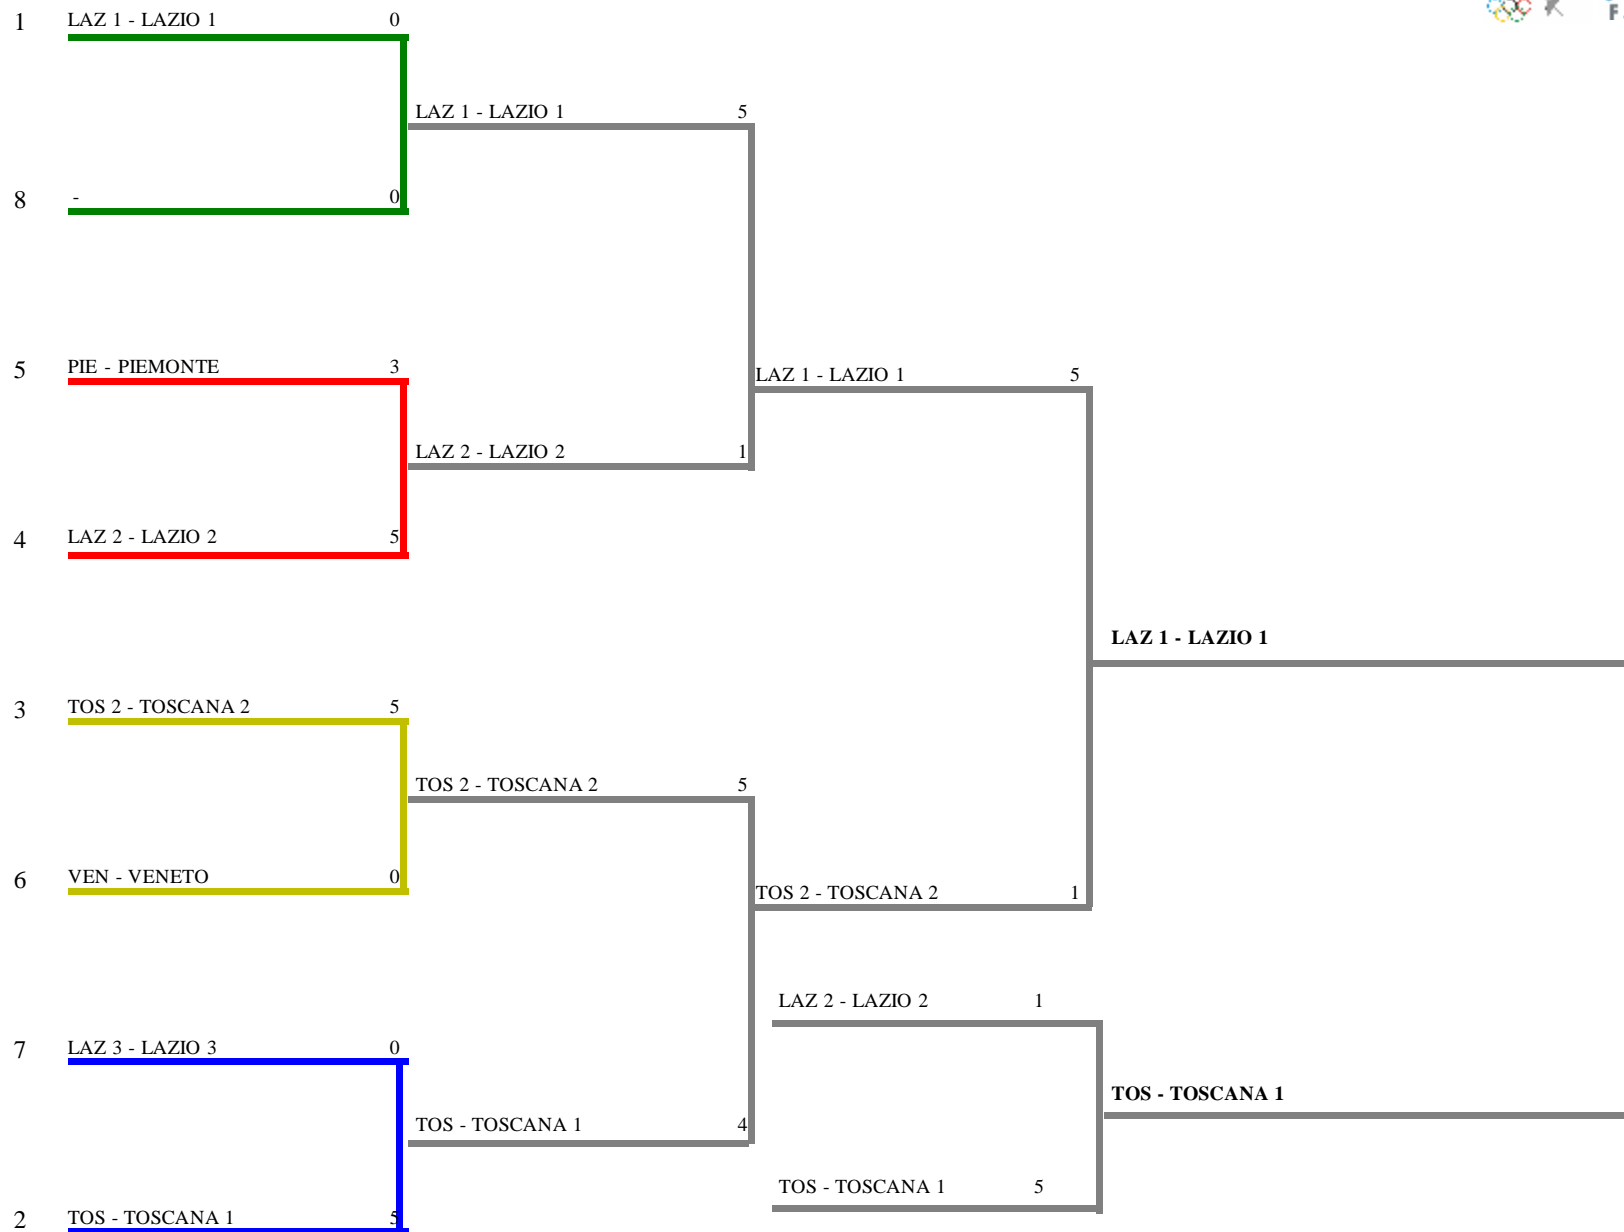 1 LAZ 1 - LAZIO 1 0
LAZ 1 - LAZIO 1 5
8 - 0
5 PIE - PIEMONTE 3
LAZ 1 - LAZIO 1 5
LAZ 2 - LAZIO 2 1
4 LAZ 2 - LAZIO 2 5
LAZ 1 - LAZIO 1
3 TOS 2 - TOSCANA 2 5
TOS 2 - TOSCANA 2 5
6 VEN - VENETO 0
TOS 2 - TOSCANA 2 1
LAZ 2 - LAZIO 2 1
7 LAZ 3 - LAZIO 3 0
TOS - TOSCANA 1
TOS - TOSCANA 1 4
TOS - TOSCANA 1 5
2 TOS - TOSCANA 1 5